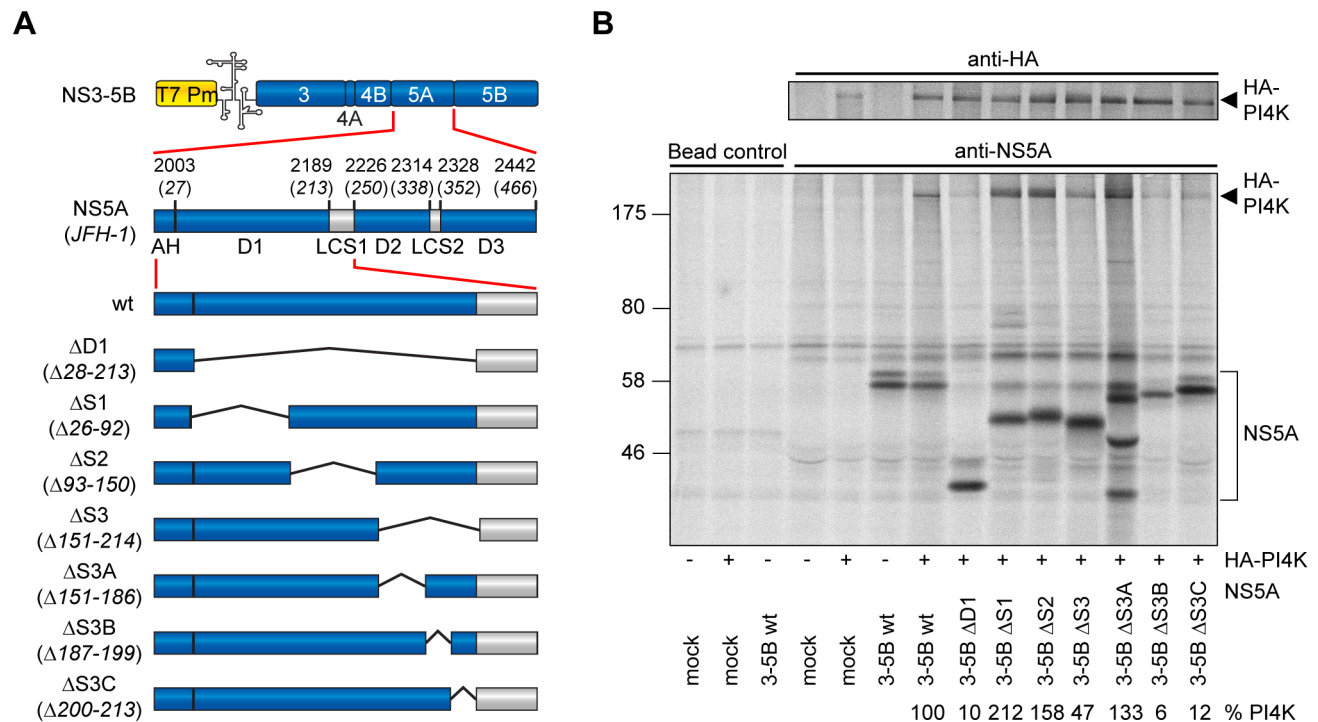 A
NS3-5B
T7 Pm
3
4A
4B
5A
5B
2003
(27)
2189
(213)
2226
(250)
2314
(338)
2328
(352)
2442
(466)
NS5A
(JFH-1)
AH
D1
LCS1
D2
LCS2
D3
wt
ΔD1
(Δ28-213)
ΔS1
(Δ26-92)
ΔS2
(Δ93-150)
ΔS3
(Δ151-214)
ΔS3A
(Δ151-186)
ΔS3B
(Δ187-199)
ΔS3C
(Δ200-213)
B
anti-HA
HA-
PI4K
Bead control
anti-NS5A
HA-
PI4K
175
80
58
46
NS5A
- + - - + - + + + + + + + + HA-PI4K
NS5A
mock
mock
3-5B wt
mock
mock
3-5B wt
3-5B wt
3-5B ΔD1
3-5B ΔS1
3-5B ΔS2
3-5B ΔS3
3-5B ΔS3A
3-5B ΔS3B
3-5B ΔS3C
100 10 212 158 47 133 6 12 % PI4K